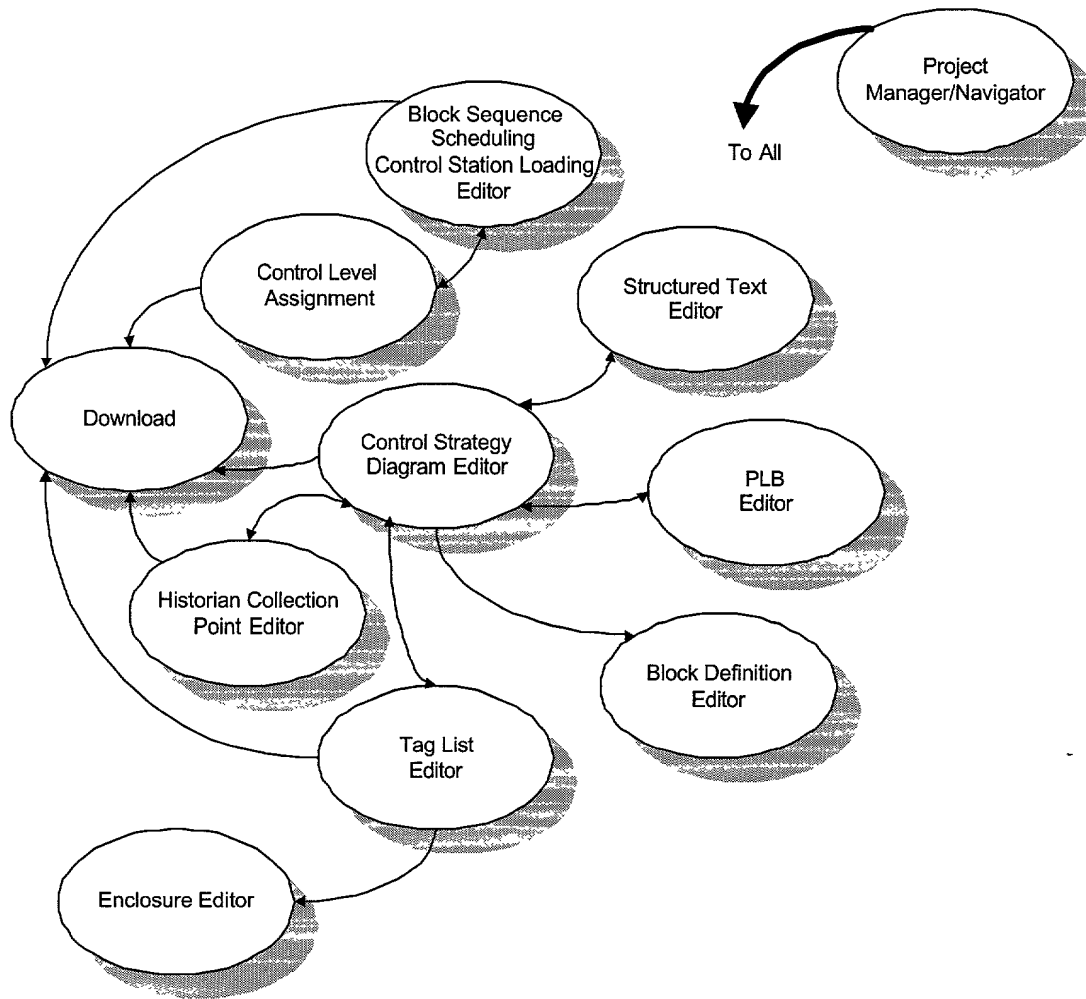 Project
Manager/Navigator
To All
Block Sequence
Scheduling
Control Station Loading
Editor
Control Level
Assignment
Structured Text
Editor
Download
Control Strategy
Diagram Editor
PLB
Editor
Historian Collection
Point Editor
Block Definition
Editor
Tag List
Editor
Enclosure Editor